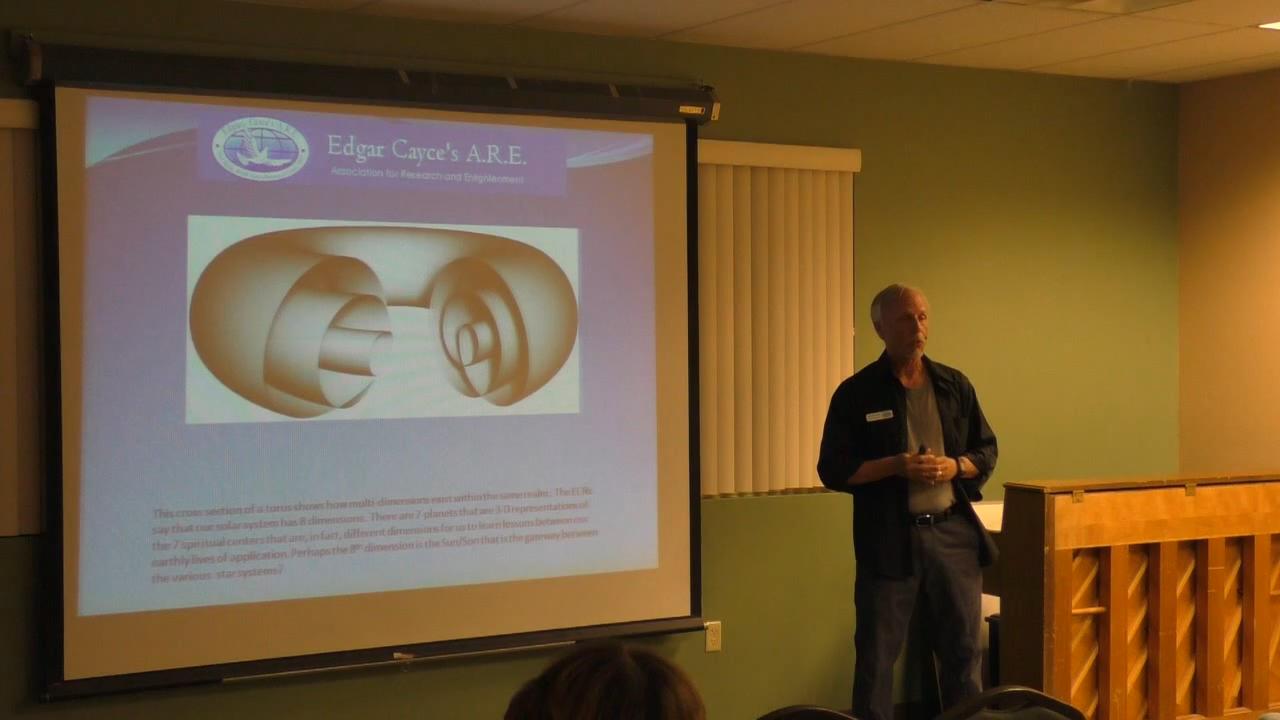 Edgar Cayce's A.R.E.
Edgar Cayce's A.R.E.
Association for Research and Enlightenment
This cross section of a torus shows how multi-dimensions exist within the same realm. The ECRs
say that our solar system has 8 dimensions. There are 7 planets that are 3-D representations of
the 7 spiritual centers that are, in fact, different dimensions for us to learn lessons between our
earthly lives of application. Perhaps the 8th dimension is the Sun/Son that is the gateway between
the various star systems?